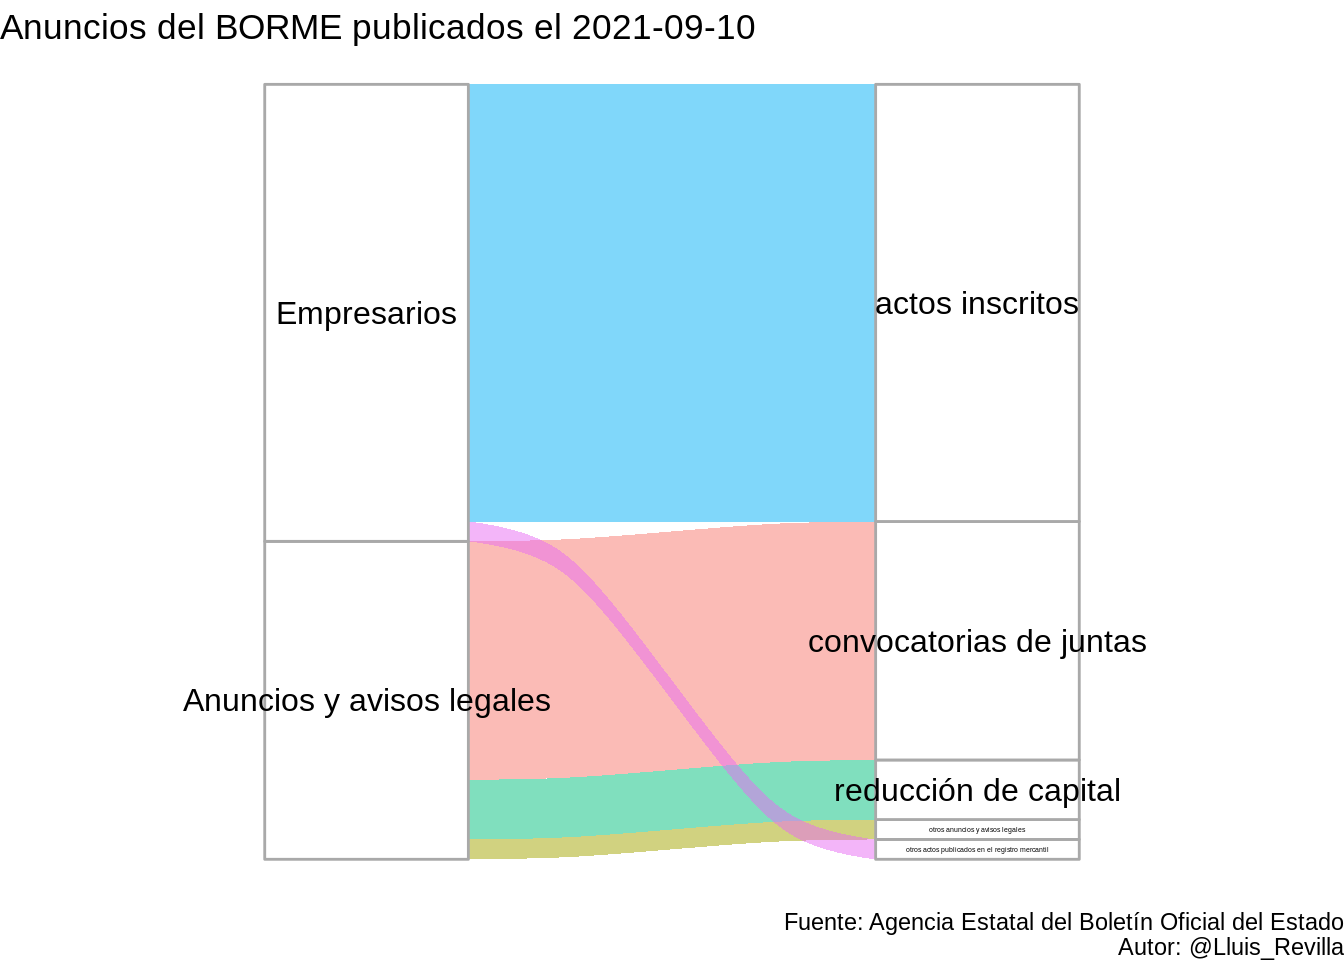 Anuncios del BORME publicados el 2021-09-10
Empresarios
actos inscritos
convocatorias de juntas
Anuncios y avisos legales
reducción de capital
otros anuncios y avisos legales
otros actos publicados en el registro mercantil
Fuente: Agencia Estatal del Boletín Oficial del Estado
Autor: @Lluis_Revilla